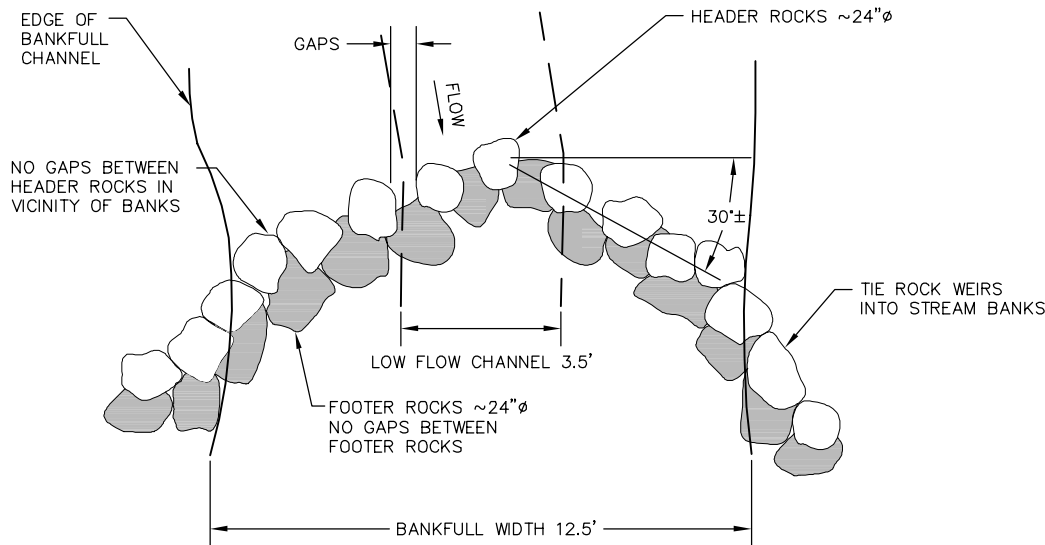 EDGE OF
BANKFULL
CHANNEL
GAPS
FLOW
HEADER ROCKS ~24"ø
NO GAPS BETWEEN
HEADER ROCKS IN
VICINITY OF BANKS
30°±
TIE ROCK WEIRS
INTO STREAM BANKS
LOW FLOW CHANNEL 3.5'
FOOTER ROCKS ~24"ø
NO GAPS BETWEEN
FOOTER ROCKS
BANKFULL WIDTH 12.5'